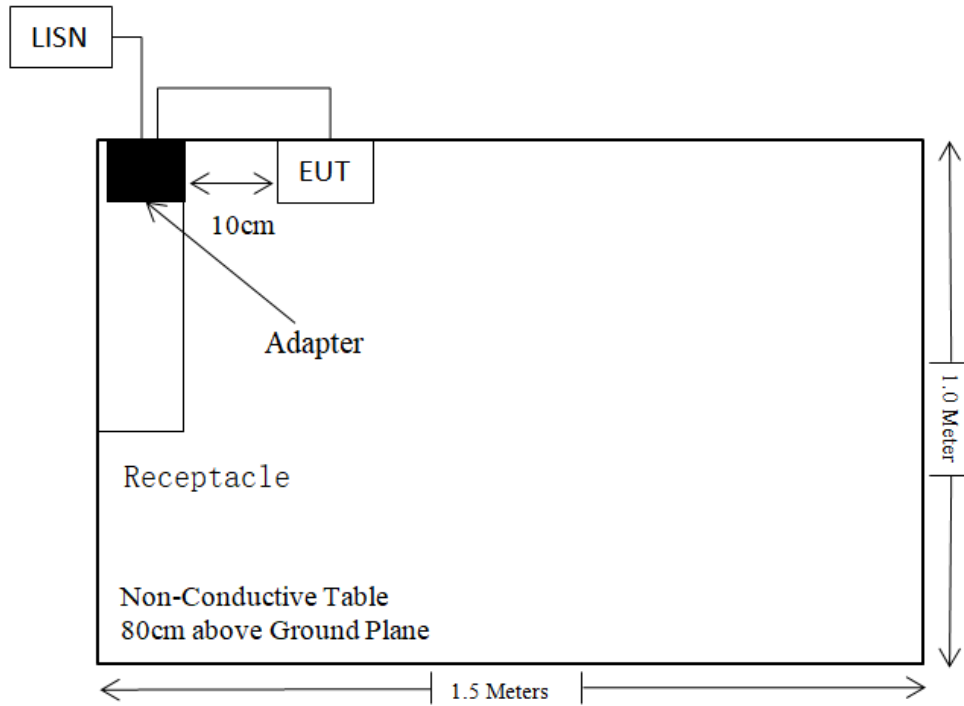 LISN
EUT
10cm
Adapter
1.0 Meter
Receptacle
Non-Conductive Table
80cm above Ground Plane
1.5 Meters